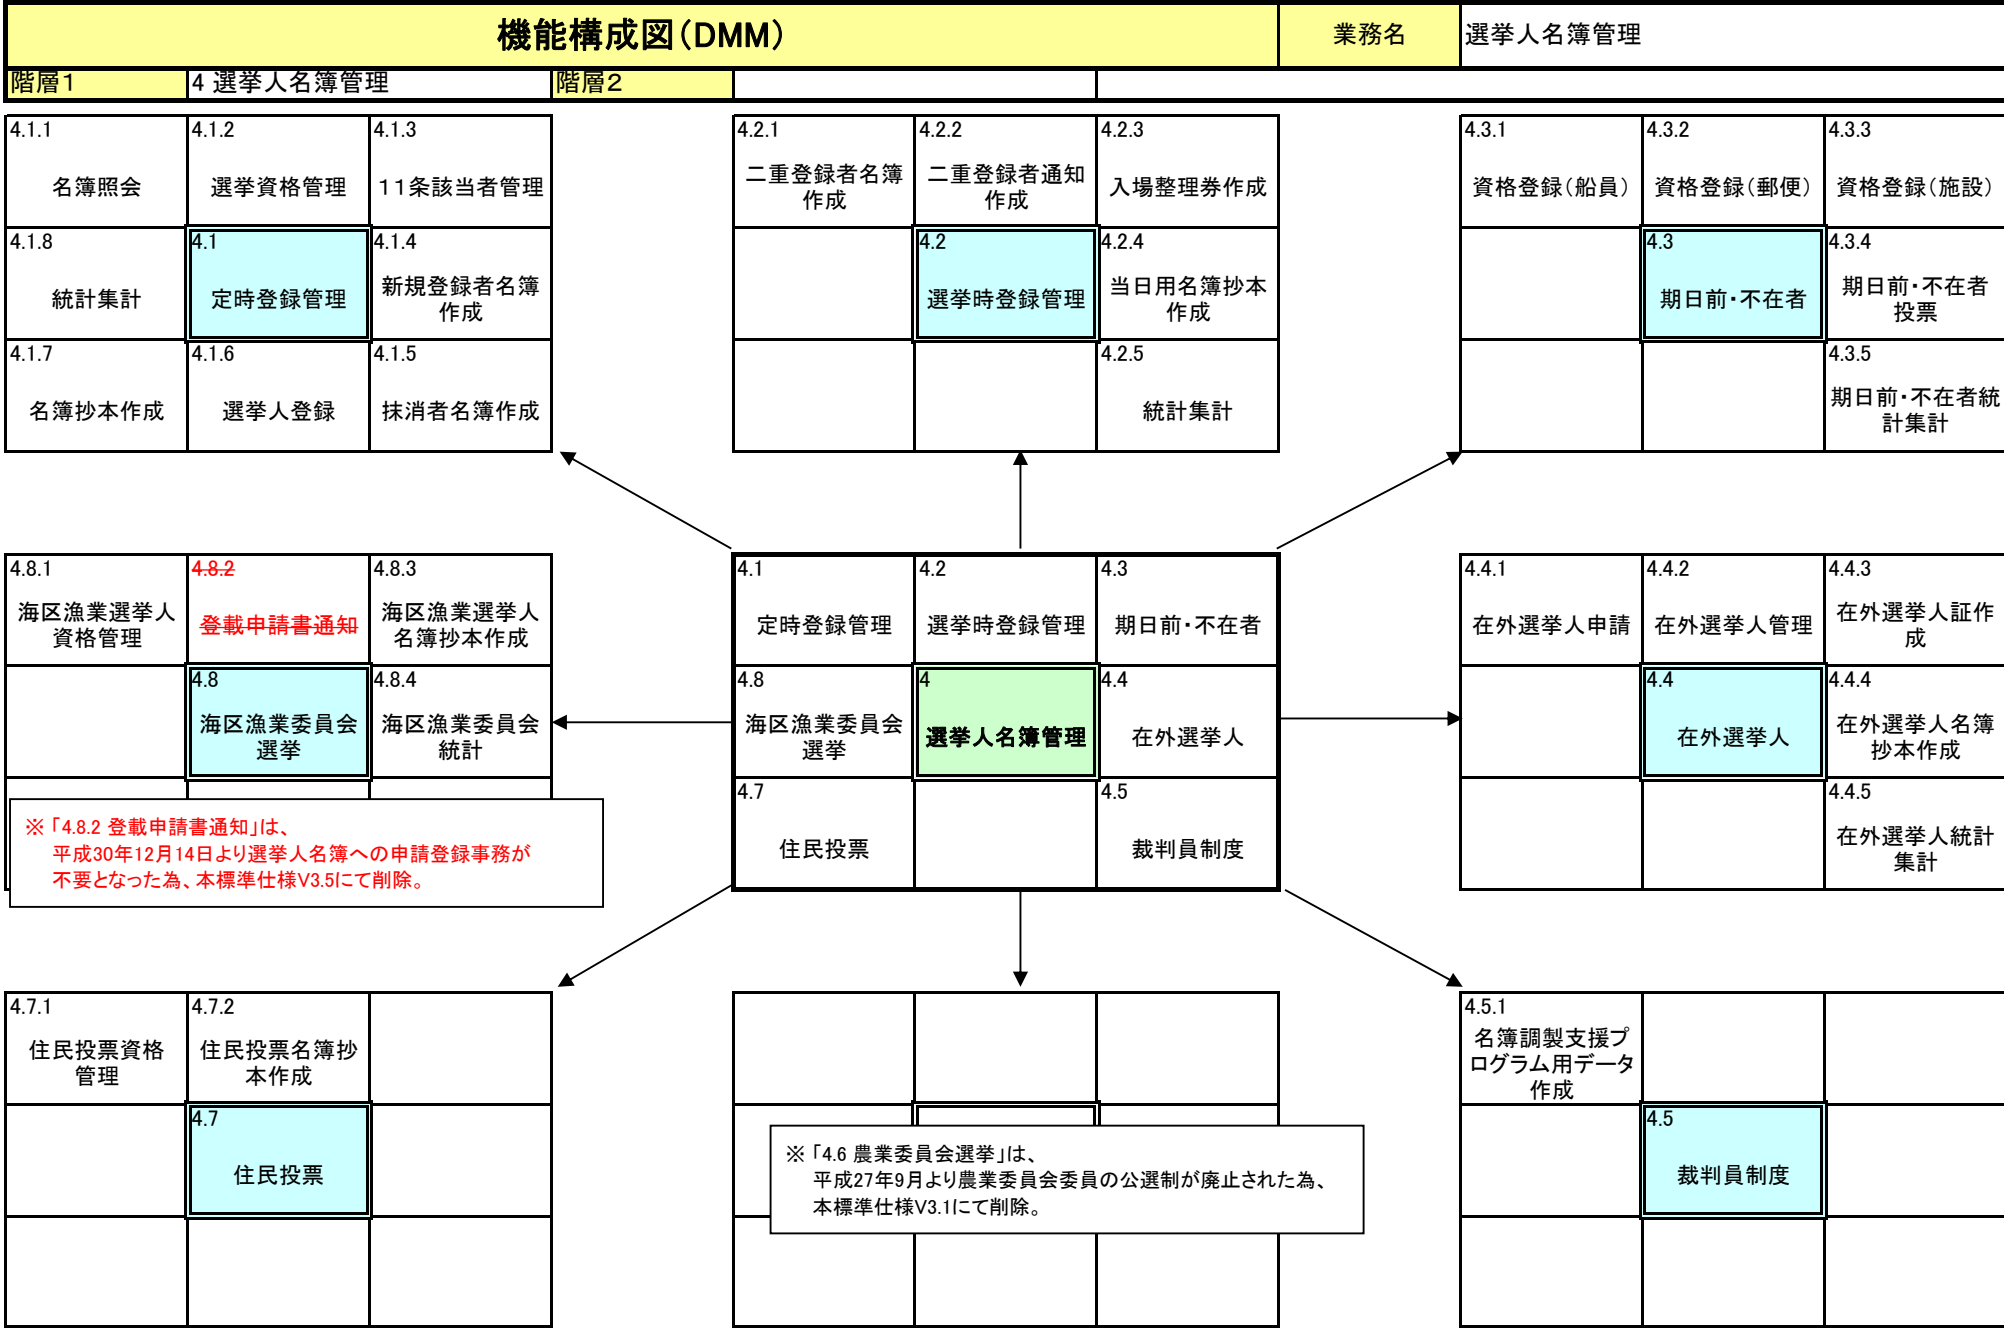 機能構成図(DMM)
業務名
選挙人名簿管理
階層1
4 選挙人名簿管理
階層2
4.1.1
名簿照会
4.1.2
選挙資格管理
4.1.3
11条該当者管理
4.1.8
統計集計
4.1
定時登録管理
4.1.4
新規登録者名簿
作成
4.1.7
名簿抄本作成
4.1.6
選挙人登録
4.1.5
抹消者名簿作成
4.2.1
二重登録者名簿
作成
4.2.2
二重登録者通知
作成
4.2.3
入場整理券作成
4.2
選挙時登録管理
4.2.4
当日用名簿抄本
作成
4.2.5
統計集計
4.3.1
資格登録(船員)
4.3.2
資格登録(郵便)
4.3.3
資格登録(施設)
4.3
期日前・不在者
4.3.4
期日前・不在者
投票
4.3.5
期日前・不在者統
計集計
4.8.1
海区漁業選挙人
資格管理
4.8.2
登載申請書通知
4.8.3
海区漁業選挙人
名簿抄本作成
4.8
海区漁業委員会
選挙
4.8.4
海区漁業委員会
統計
※「4.8.2 登載申請書通知」は、
平成30年12月14日より選挙人名簿への申請登録事務が
不要となった為、本標準仕様V3.5にて削除。
4.1
定時登録管理
4.2
選挙時登録管理
4.3
期日前・不在者
4.8
海区漁業委員会
選挙
4
選挙人名簿管理
4.4
在外選挙人
4.7
住民投票
4.5
裁判員制度
4.4.1
在外選挙人申請
4.4.2
在外選挙人管理
4.4.3
在外選挙人証作
成
4.4
在外選挙人
4.4.4
在外選挙人名簿
抄本作成
4.4.5
在外選挙人統計
集計
4.7.1
住民投票資格
管理
4.7.2
住民投票名簿抄
本作成
4.7
住民投票
※「4.6 農業委員会選挙」は、
平成27年9月より農業委員会委員の公選制が廃止された為、
本標準仕様V3.1にて削除。
4.5.1
名簿調製支援プ
ログラム用データ
作成
4.5
裁判員制度